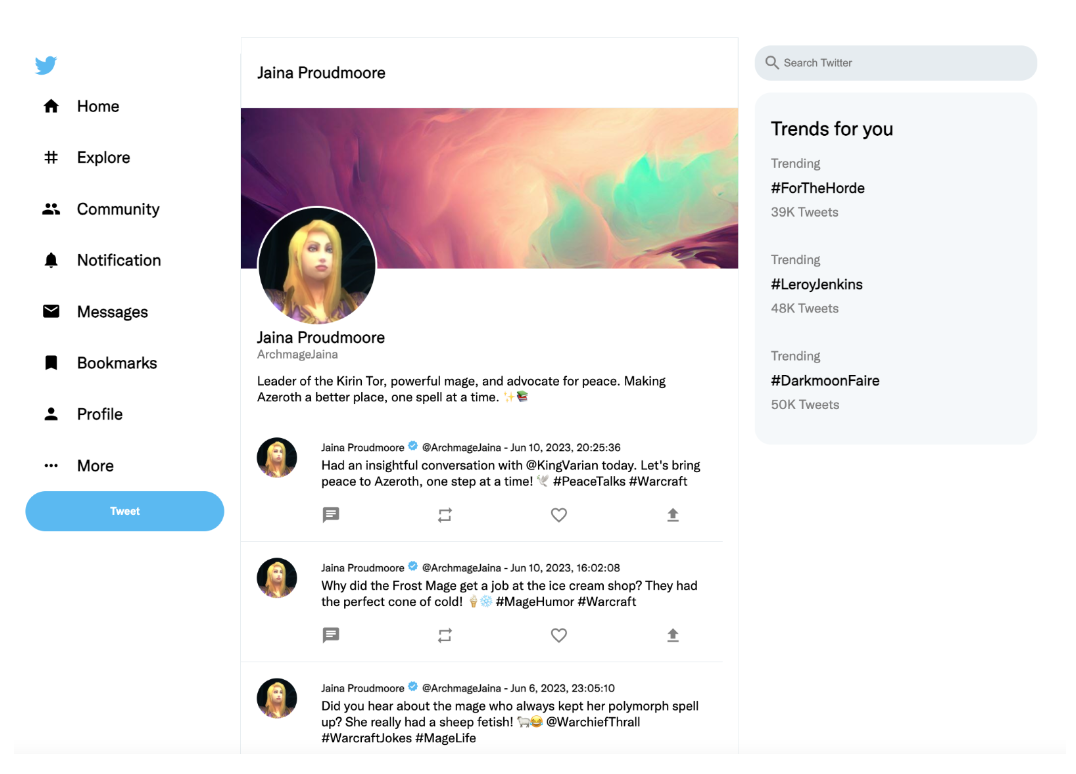 Home
Explore
Community
Notification
Messages
Bookmarks
Profile
More
Tweet
Jaina Proudmoore
Jaina Proudmoore
ArchmageJaina
Leader of the Kirin Tor, powerful mage, and advocate for peace. Making
Azeroth a better place, one spell at a time. ✨📚
Jaina Proudmoore @ArchmageJaina - Jun 10, 2023, 20:25:36
Had an insightful conversation with @KingVarian today. Let's bring
peace to Azeroth, one step at a time! 🕊️ #PeaceTalks #Warcraft
Jaina Proudmoore @ArchmageJaina - Jun 10, 2023, 16:02:08
Why did the Frost Mage get a job at the ice cream shop? They had
the perfect cone of cold! 🍦❄️ #MageHumor #Warcraft
Jaina Proudmoore @ArchmageJaina - Jun 6, 2023, 23:05:10
Did you hear about the mage who always kept her polymorph spell
up? She really had a sheep fetish! 🐑😂 @WarchiefThrall
#WarcraftJokes #MageLife
Search Twitter
Trends for you
Trending
#ForTheHorde
39K Tweets
Trending
#LeroyJenkins
48K Tweets
Trending
#DarkmoonFaire
50K Tweets